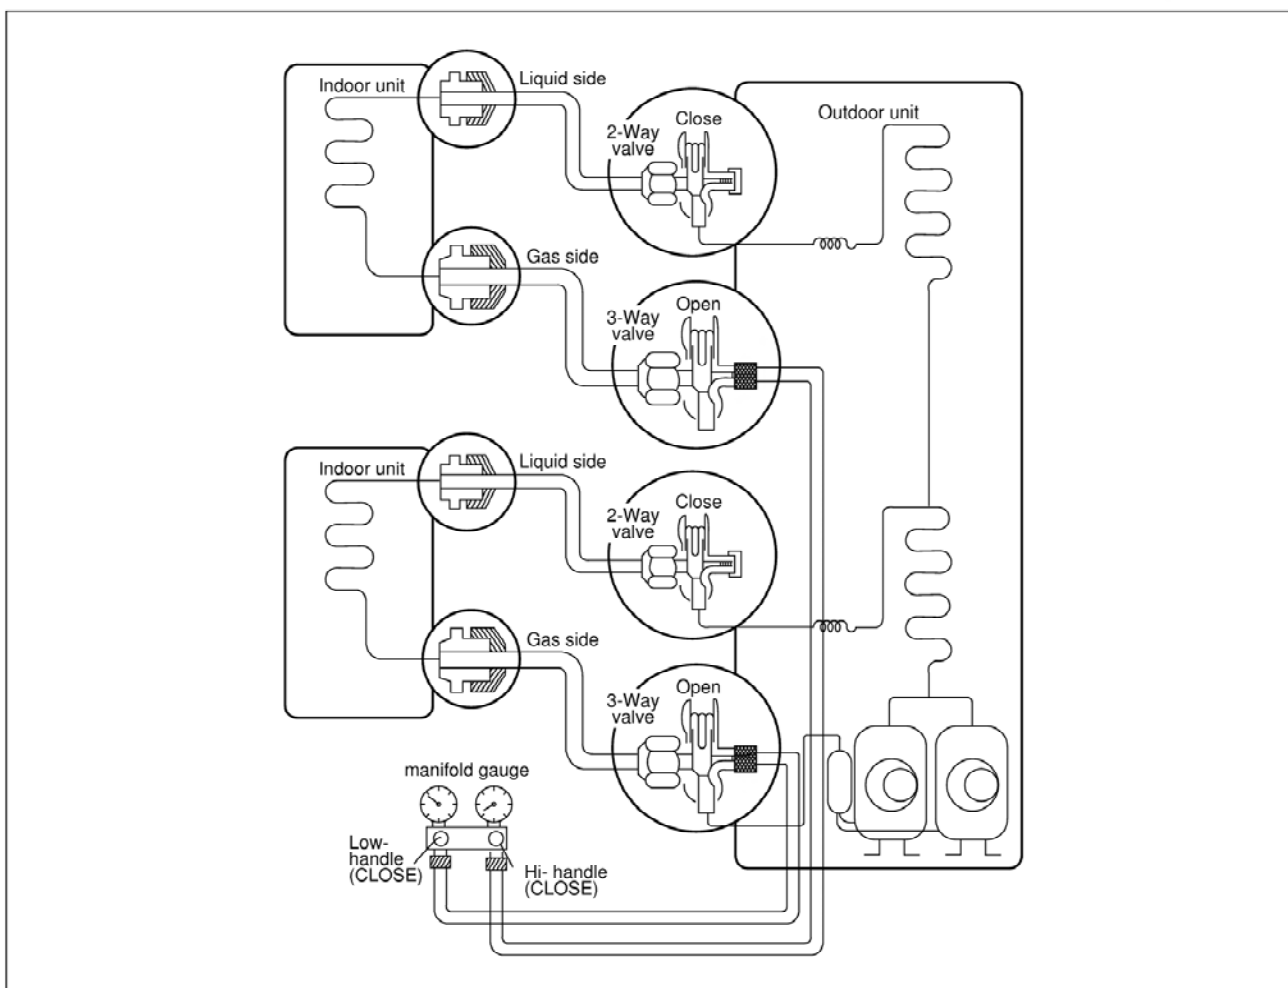 Indoor unit
Liquid side
2-Way
valve
Close
Outdoor unit
Gas side
3-Way
valve
Open
Indoor unit
Liquid side
2-Way
valve
Close
Gas side
3-Way
valve
Open
manifold gauge
Low-
handle
(CLOSE)
Hi- handle
(CLOSE)